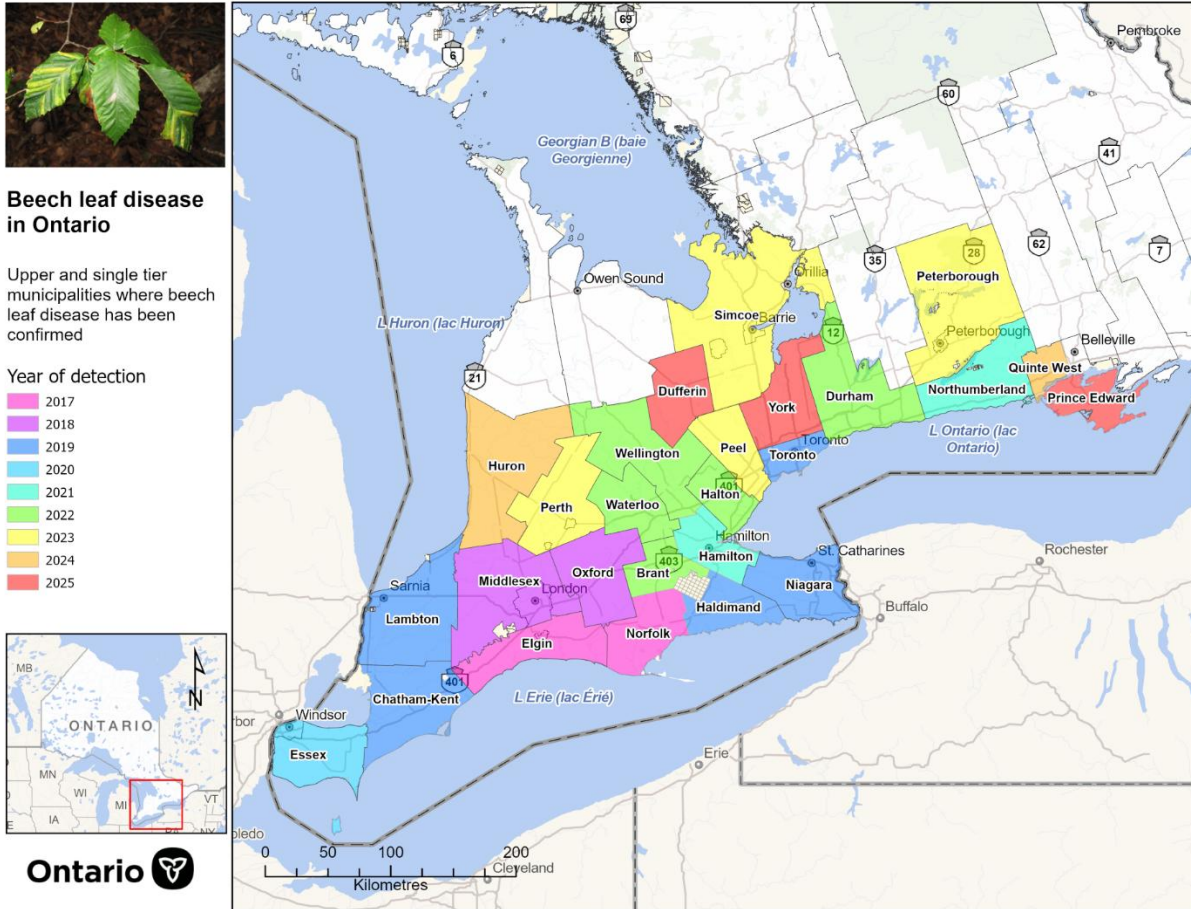 Beech leaf disease
in Ontario
Upper and single tier
municipalities where beech
leaf disease has been
confirmed
Year of detection
2017
2018
2019
2020
2021
2022
2023
2024
2025
MB
ONTARIO
N
MN
WI
MI
VT
IA
PA
NY
E
Ontario
69
6
Pembroke
60
Georgian B (baie
Georgienne)
41
Owen Sound
35
28
62
7
Peterborough
Orillia
L Huron (lac Huron)
Simcoe
Barrie
12
Peterborough
Belleville
21
Quinte West
Dufferin
Northumberland
York
Durham
Prince Edward
Toronto
L Ontario (lac
Ontario)
Peel
Toronto
Wellington
Huron
401
Halton
Perth
Waterloo
Hamilton
403
Hamilton
St. Catharines
Rochester
Oxford
Brant
Middlesex
London
Niagara
Sarnia
Haldimand
Lambton
Buffalo
Norfolk
Elgin
401
L Erie (lac Érié)
Chatham-Kent
bor
Windsor
Essex
Erie
oledo
0 50 100 200
Kilometres
Cleveland